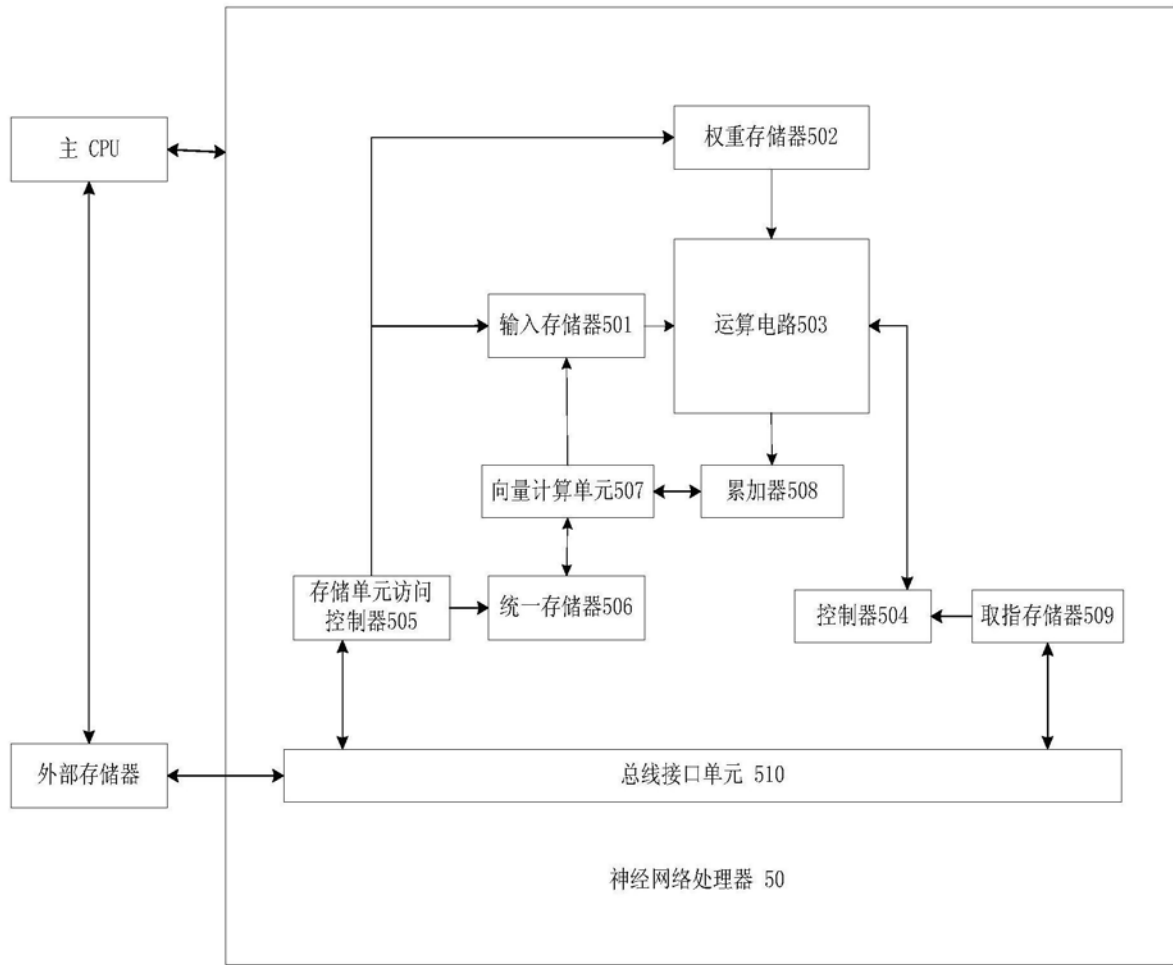 权重存储器502
主 CPU
输入存储器501
运算电路503
向量计算单元507
累加器508
存储单元访问
控制器505
统一存储器506
控制器504
取指存储器509
外部存储器
总线接口单元 510
神经网络处理器 50